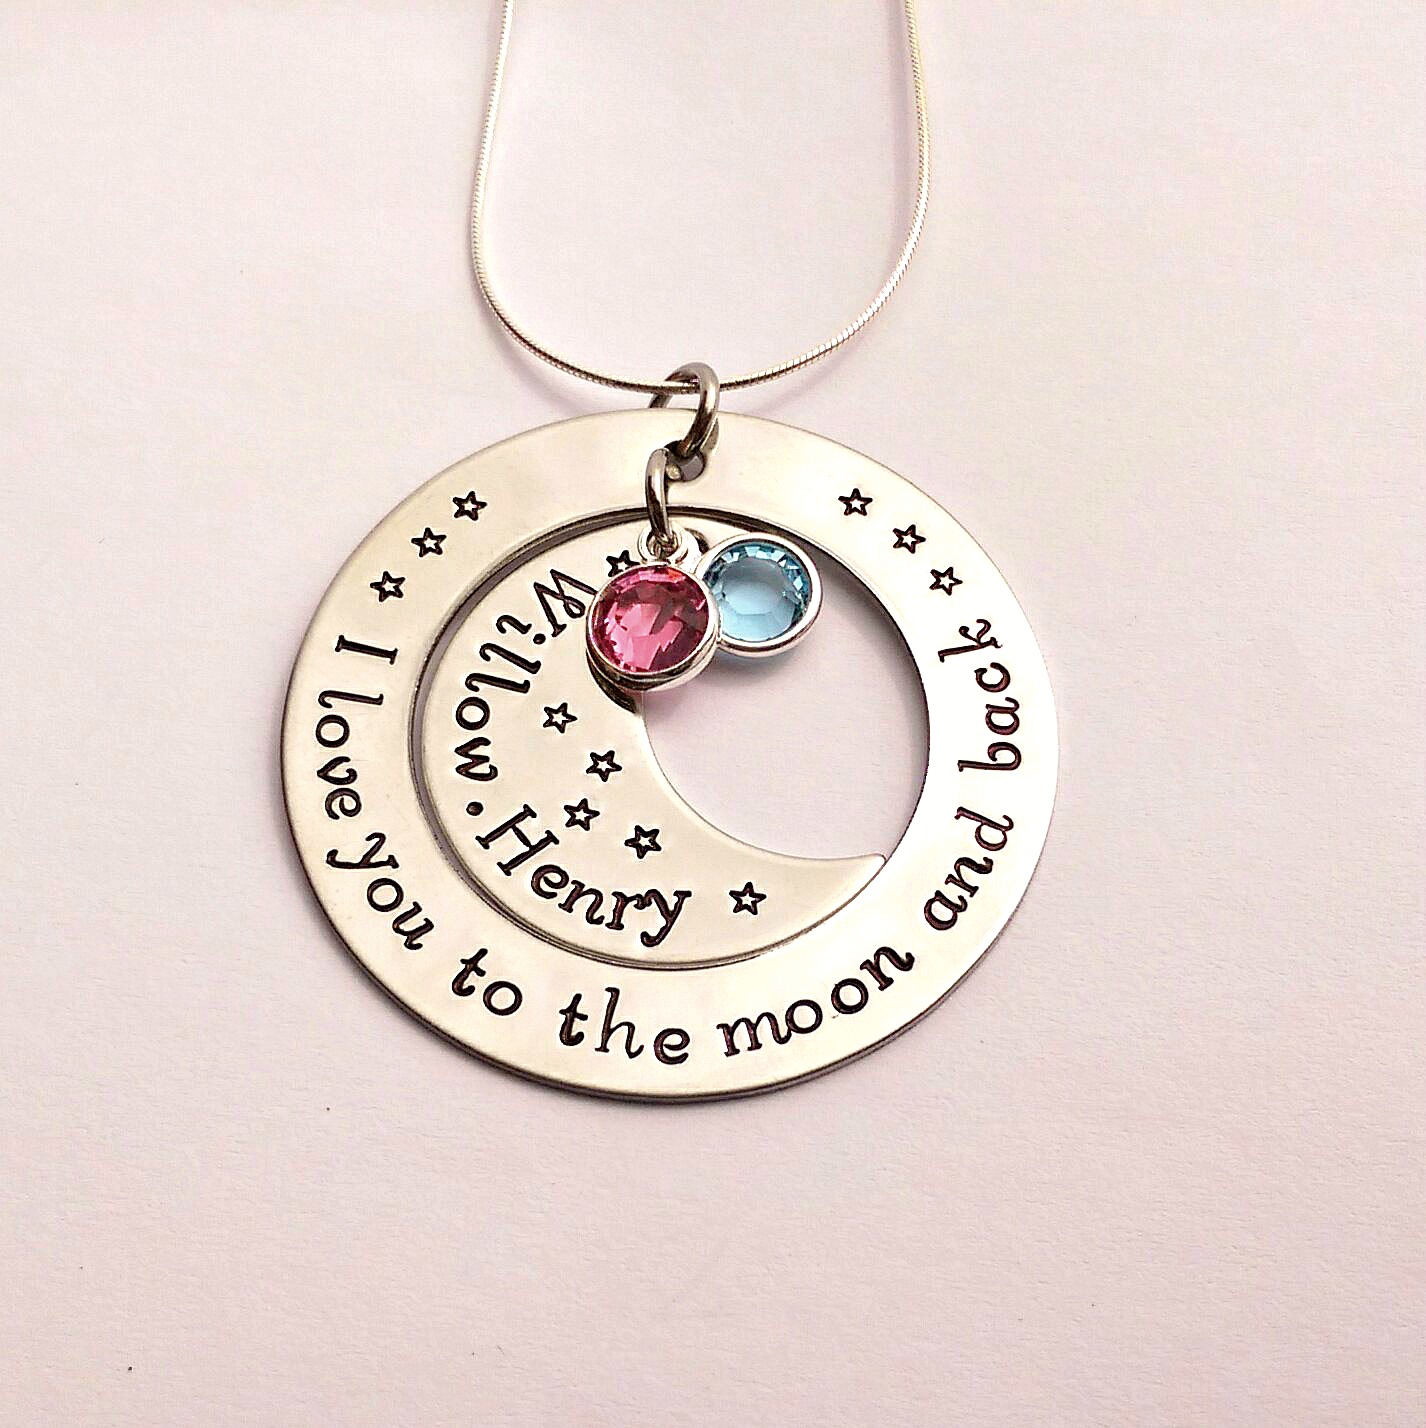 I love you to the moon and back
Willow. Henry